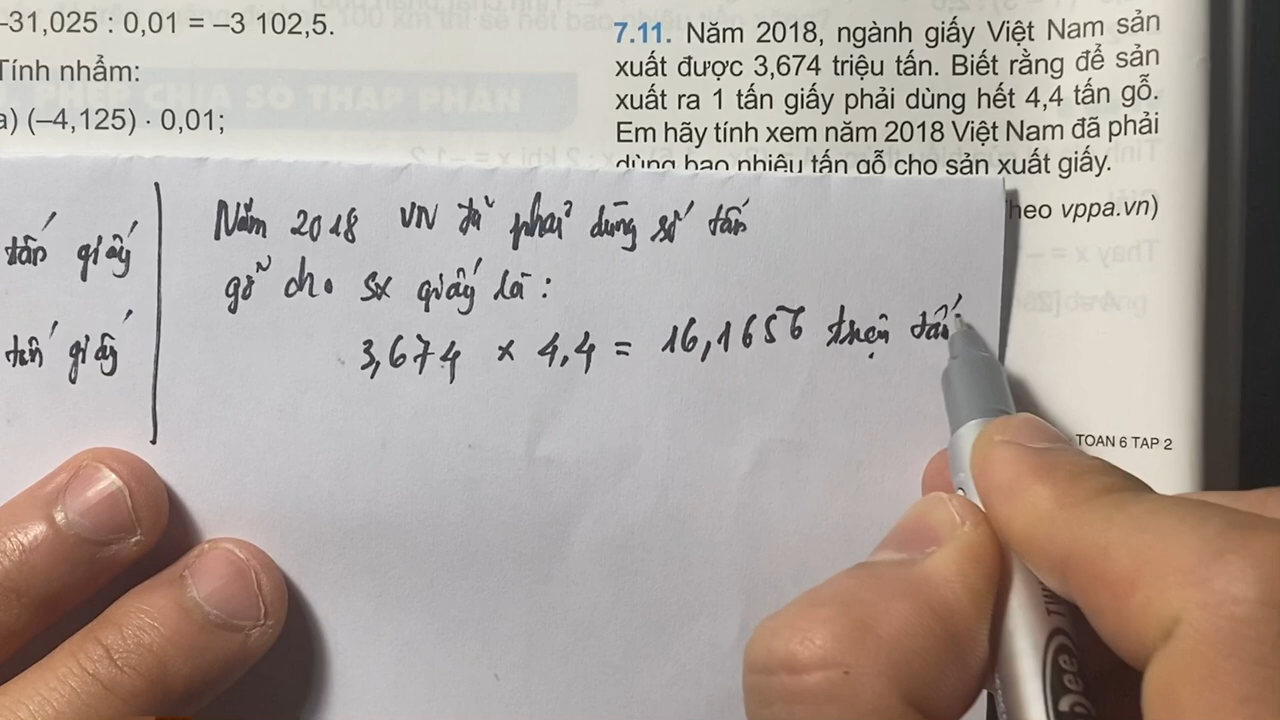 –31,025 : 0,01 = –3 102,5.
Tính nhẩm:
a) (–4,125) · 0,01;
PHÉP CHIA SỐ THẬP PHÂN
7.11. Năm 2018, ngành giấy Việt Nam sản
xuất được 3,674 triệu tấn. Biết rằng để sản
xuất ra 1 tấn giấy phải dùng hết 4,4 tấn gỗ.
Em hãy tính xem năm 2018 Việt Nam đã phải
dùng bao nhiêu tấn gỗ cho sản xuất giấy.
heo vppa.vn)
tấn giấy
tấn giấy
Năm 2018 VN đã phải dùng số tấn
gỗ cho sx giấy là:
3,674 × 4,4 = 16,1656 triệu tấn
TOAN 6 TAP 2